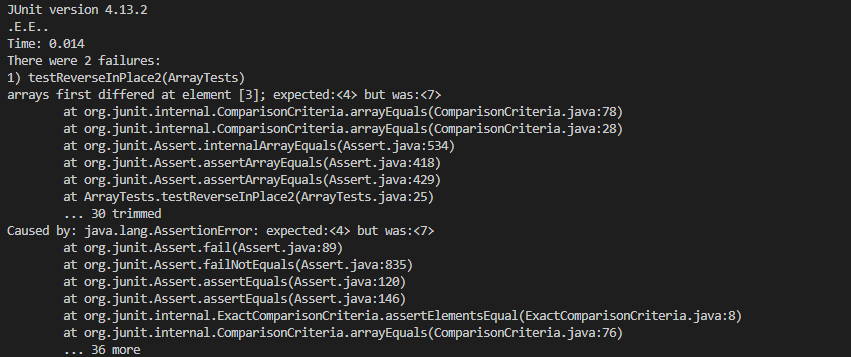 JUnit version 4.13.2
.E.E..
Time: 0.014
There were 2 failures:
1) testReverseInPlace2(ArrayTests)
arrays first differed at element [3]; expected:<4> but was:<7>
        at org.junit.internal.ComparisonCriteria.arrayEquals(ComparisonCriteria.java:78)
        at org.junit.internal.ComparisonCriteria.arrayEquals(ComparisonCriteria.java:28)
        at org.junit.Assert.internalArrayEquals(Assert.java:534)
        at org.junit.Assert.assertArrayEquals(Assert.java:418)
        at org.junit.Assert.assertArrayEquals(Assert.java:429)
        at ArrayTests.testReverseInPlace2(ArrayTests.java:25)
        ... 30 trimmed
Caused by: java.lang.AssertionError: expected:<4> but was:<7>
        at org.junit.Assert.fail(Assert.java:89)
        at org.junit.Assert.failNotEquals(Assert.java:835)
        at org.junit.Assert.assertEquals(Assert.java:120)
        at org.junit.Assert.assertEquals(Assert.java:146)
        at org.junit.internal.ExactComparisonCriteria.assertElementsEqual(ExactComparisonCriteria.java:8)
        at org.junit.internal.ComparisonCriteria.arrayEquals(ComparisonCriteria.java:76)
        ... 36 more